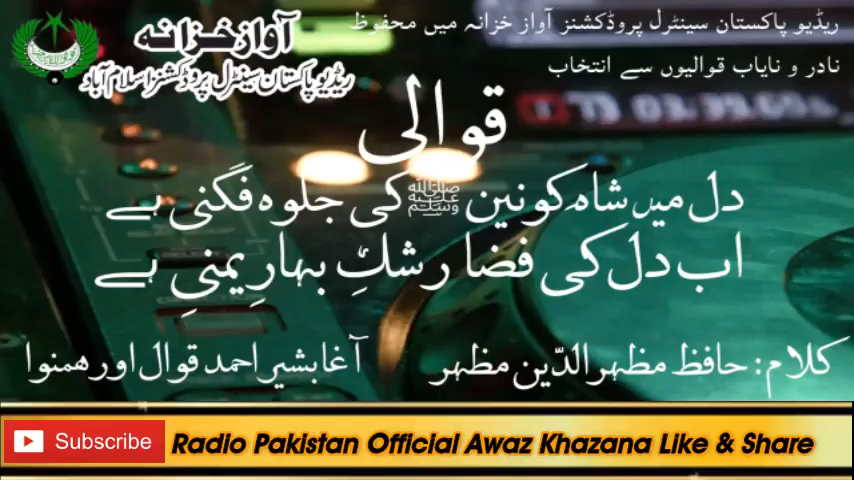 ریڈیو پاکستان سینٹرل پروڈکشنز آواز خزانہ میں محفوظ
نادر و نایاب قوالیوں سے انتخاب
آواز خزانہ
ریڈیو پاکستان سینٹرل پروڈکشنز اسلام آباد
قوالی
دل میں شاہِ کونین ﷺ کی جلوہ فگنی ہے
اب دل کی فضا رشکِ بہارِ یمنی ہے
کلام: حافظ مظہر الدّین مظہر
آغا بشیر احمد قوال اور ھمنوا
Subscribe
Radio Pakistan Official Awaz Khazana Like & Share